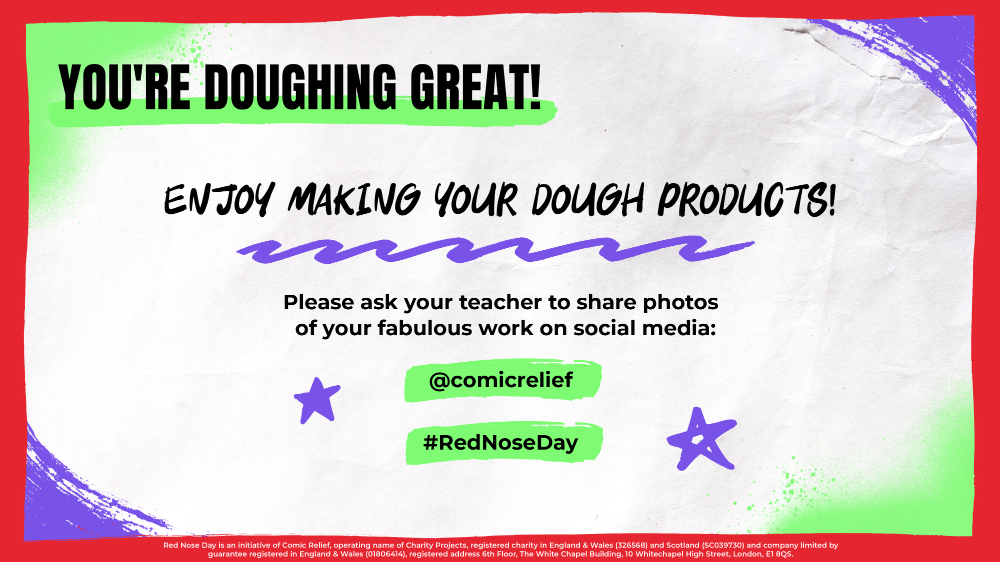 YOU'RE DOUGHING GREAT!
ENJOY MAKING YOUR DOUGH PRODUCTS!
Please ask your teacher to share photos
of your fabulous work on social media:
@comicrelief
#RedNoseDay
Red Nose Day is an initiative of Comic Relief, operating name of Charity Projects, registered charity in England & Wales (326568) and Scotland (SC039730) and company limited by
guarantee registered in England & Wales (01806414), registered address 6th Floor, The White Chapel Building, 10 Whitechapel High Street, London, E1 8QS.